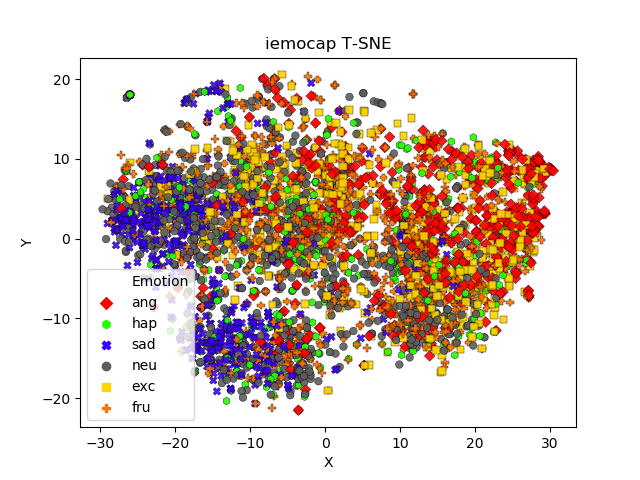 iemocap T-SNE
Y
20
10
0
−10
−20
Emotion
ang
hap
sad
neu
exc
fru
−30
−20
−10
0
10
20
30
X